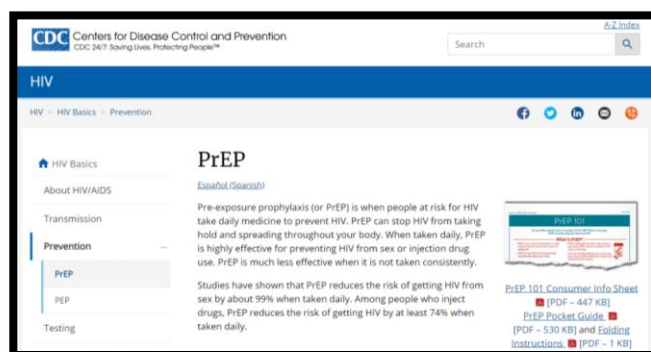 A-Z Index
CDC Centers for Disease Control and Prevention
CDC 24/7: Saving Lives, Protecting People™
Search
HIV
HIV > HIV Basics > Prevention
HIV Basics
About HIV/AIDS
Transmission
Prevention
PrEP
PEP
Testing
PrEP
Español (Spanish)
Pre-exposure prophylaxis (or PrEP) is when people at risk for HIV
take daily medicine to prevent HIV. PrEP can stop HIV from taking
hold and spreading throughout your body. When taken daily, PrEP
is highly effective for preventing HIV from sex or injection drug
use. PrEP is much less effective when it is not taken consistently.
Studies have shown that PrEP reduces the risk of getting HIV from
sex by about 99% when taken daily. Among people who inject
drugs, PrEP reduces the risk of getting HIV by at least 74% when
taken daily.
PrEP 101
What is PrEP?
PrEP 101 Consumer Info Sheet
[PDF – 447 KB]
PrEP Pocket Guide
[PDF – 530 KB] and Folding
Instructions [PDF – 1 KB]